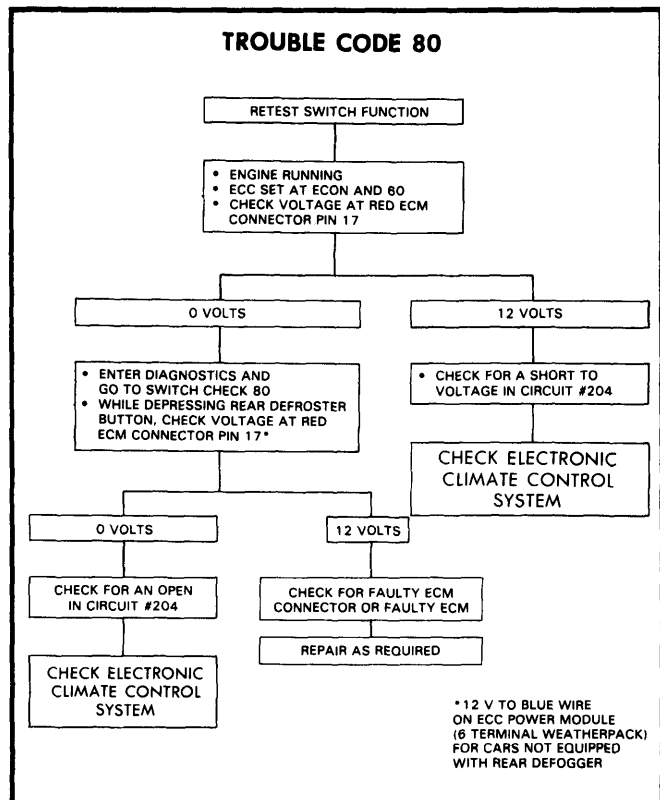 TROUBLE CODE 80
RETEST SWITCH FUNCTION
• ENGINE RUNNING
• ECC SET AT ECON AND 60
• CHECK VOLTAGE AT RED ECM
CONNECTOR PIN 17
0 VOLTS
12 VOLTS
• ENTER DIAGNOSTICS AND
GO TO SWITCH CHECK 80
• WHILE DEPRESSING REAR DEFROSTER
BUTTON, CHECK VOLTAGE AT RED
ECM CONNECTOR PIN 17*
• CHECK FOR A SHORT TO
VOLTAGE IN CIRCUIT #204
CHECK ELECTRONIC
CLIMATE CONTROL
SYSTEM
0 VOLTS
12 VOLTS
CHECK FOR AN OPEN
IN CIRCUIT #204
CHECK FOR FAULTY ECM
CONNECTOR OR FAULTY ECM
REPAIR AS REQUIRED
CHECK ELECTRONIC
CLIMATE CONTROL
SYSTEM
*12 V TO BLUE WIRE
ON ECC POWER MODULE
(6 TERMINAL WEATHERPACK)
FOR CARS NOT EQUIPPED
WITH REAR DEFOGGER